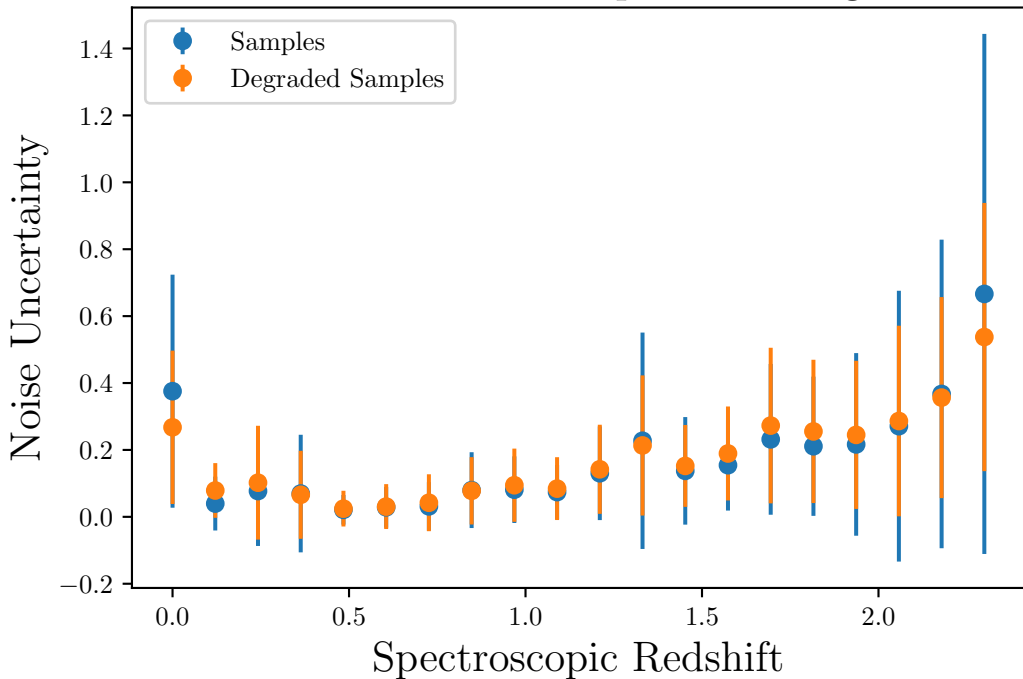 Samples
Degraded Samples
1.4
1.2
1.0
0.8
0.6
0.4
0.2
0.0
−0.2
Noise Uncertainty
0.0 0.5 1.0 1.5 2.0
Spectroscopic Redshift